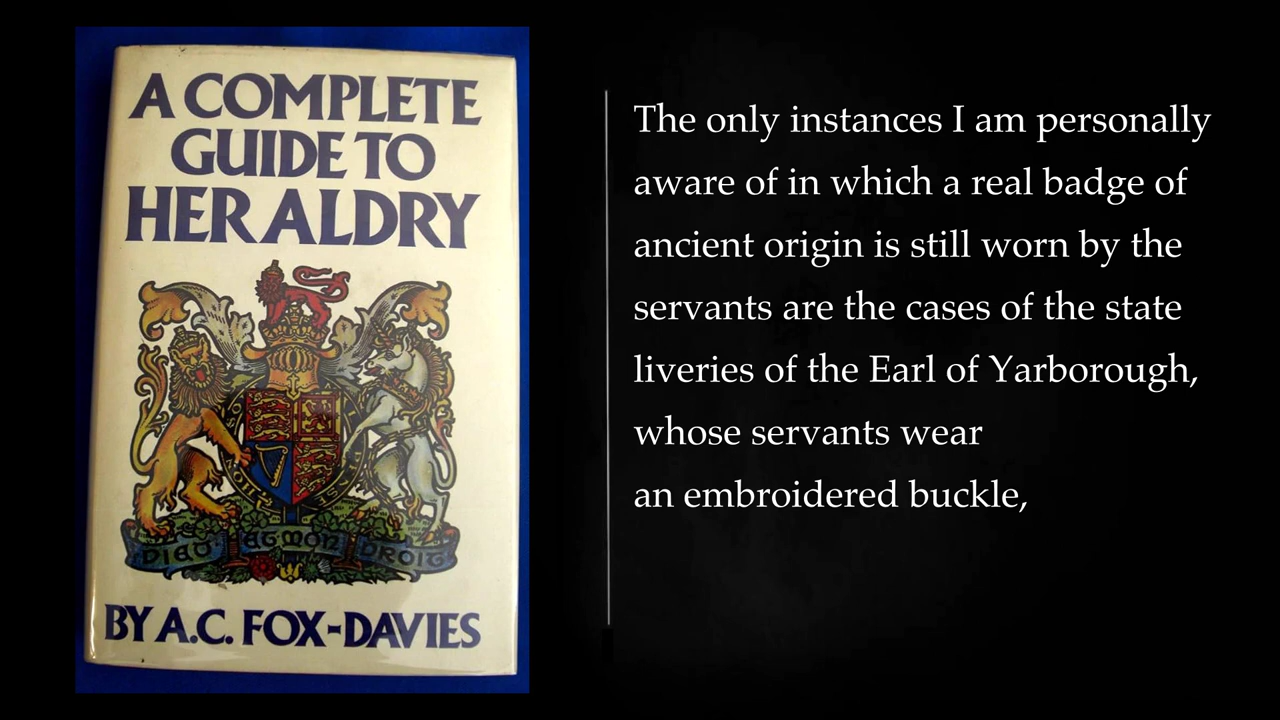 A COMPLETE
GUIDE TO
HERALDRY
DIEU ET MON DROIT
BY A.C. FOX-DAVIES
The only instances I am personally
aware of in which a real badge of
ancient origin is still worn by the
servants are the cases of the state
liveries of the Earl of Yarborough,
whose servants wear
an embroidered buckle,